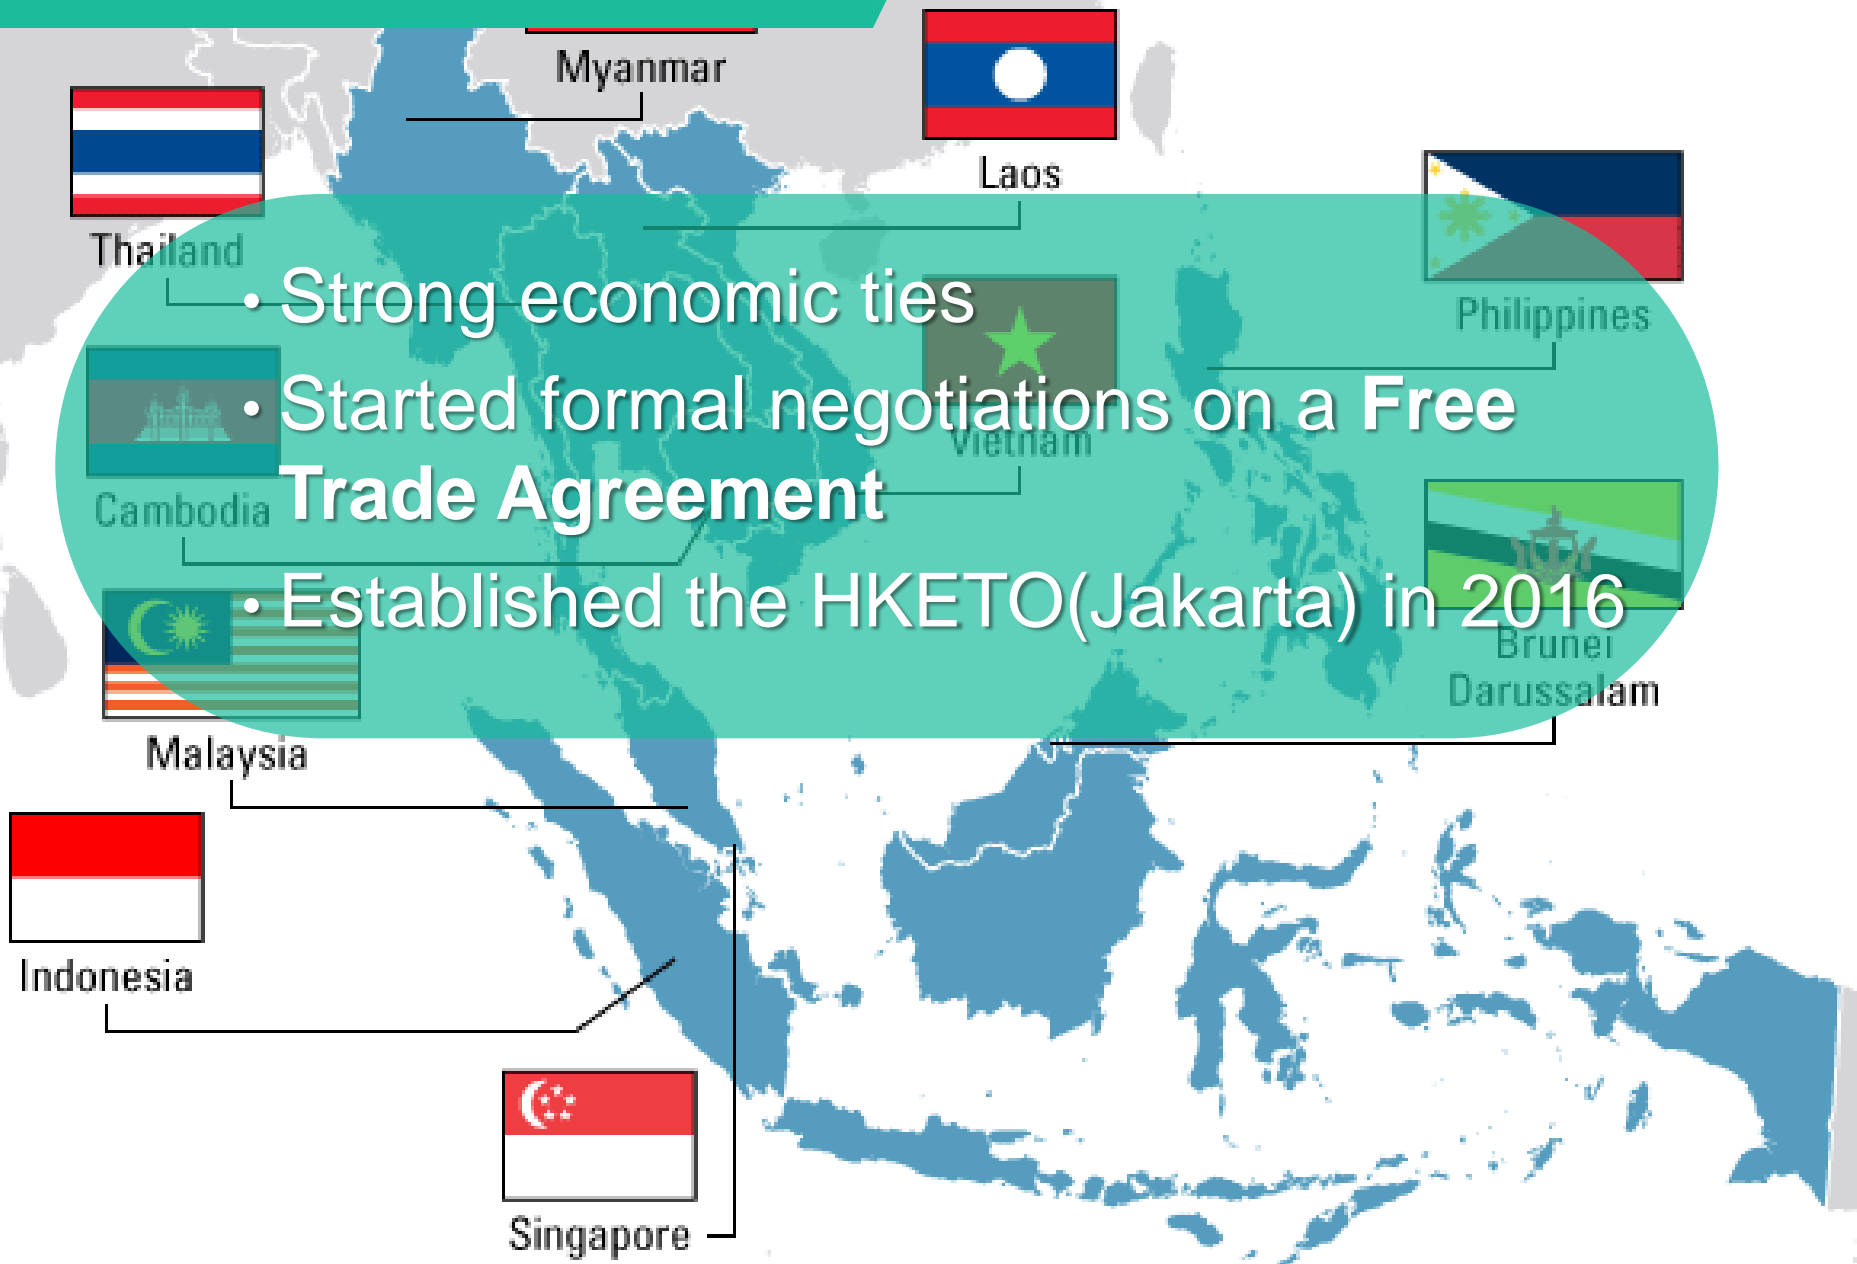 Myanmar
Laos
Thailand
Philippines
• Strong economic ties
• Started formal negotiations on a Free
Trade Agreement
Vietnam
Cambodia
• Established the HKETO(Jakarta) in 2016
Brunei
Darussalam
Malaysia
Indonesia
Singapore